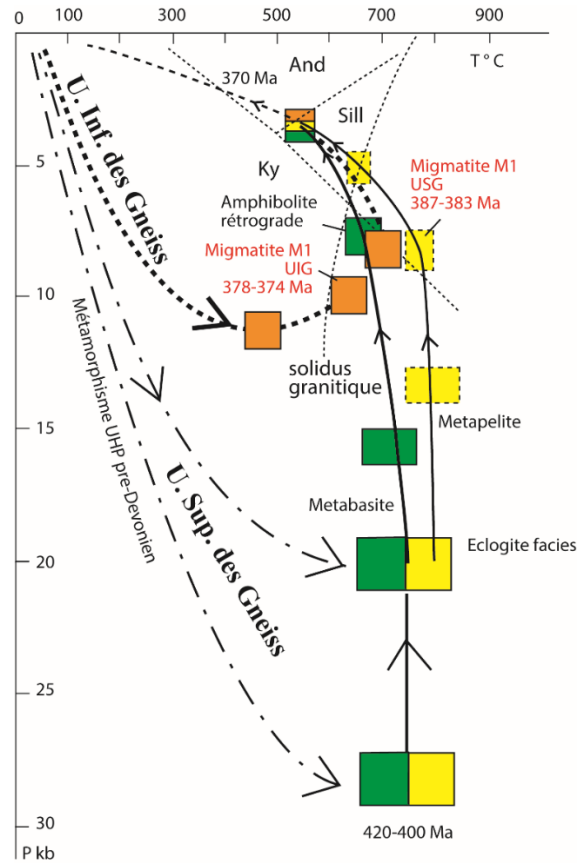 0 100 300 500 700 900
T°C
And
370 Ma
Sill
U. Inf. des Gneiss
5
Ky
Migmatite M1
USG
387-383 Ma
Amphibolite
rétrograde
Migmatite M1
UIG
378-374 Ma
10
solidus
granitique
Métamorphisme UHP pre-Devonien
15
Metapelite
U. Sup. des Gneiss
Metabasite
Eclogite facies
20
25
30
420-400 Ma
P kb